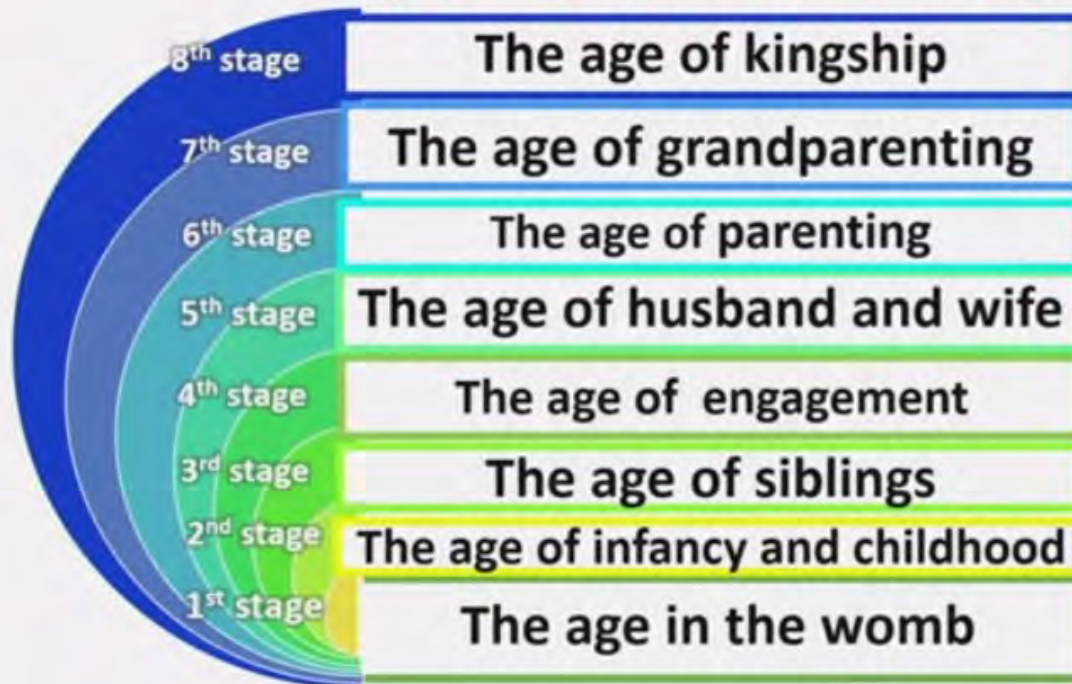 8th stage The age of kingship
7th stage The age of grandparenting
6th stage The age of parenting
5th stage The age of husband and wife
4th stage The age of engagement
3rd stage The age of siblings
2nd stage The age of infancy and childhood
1st stage The age in the womb